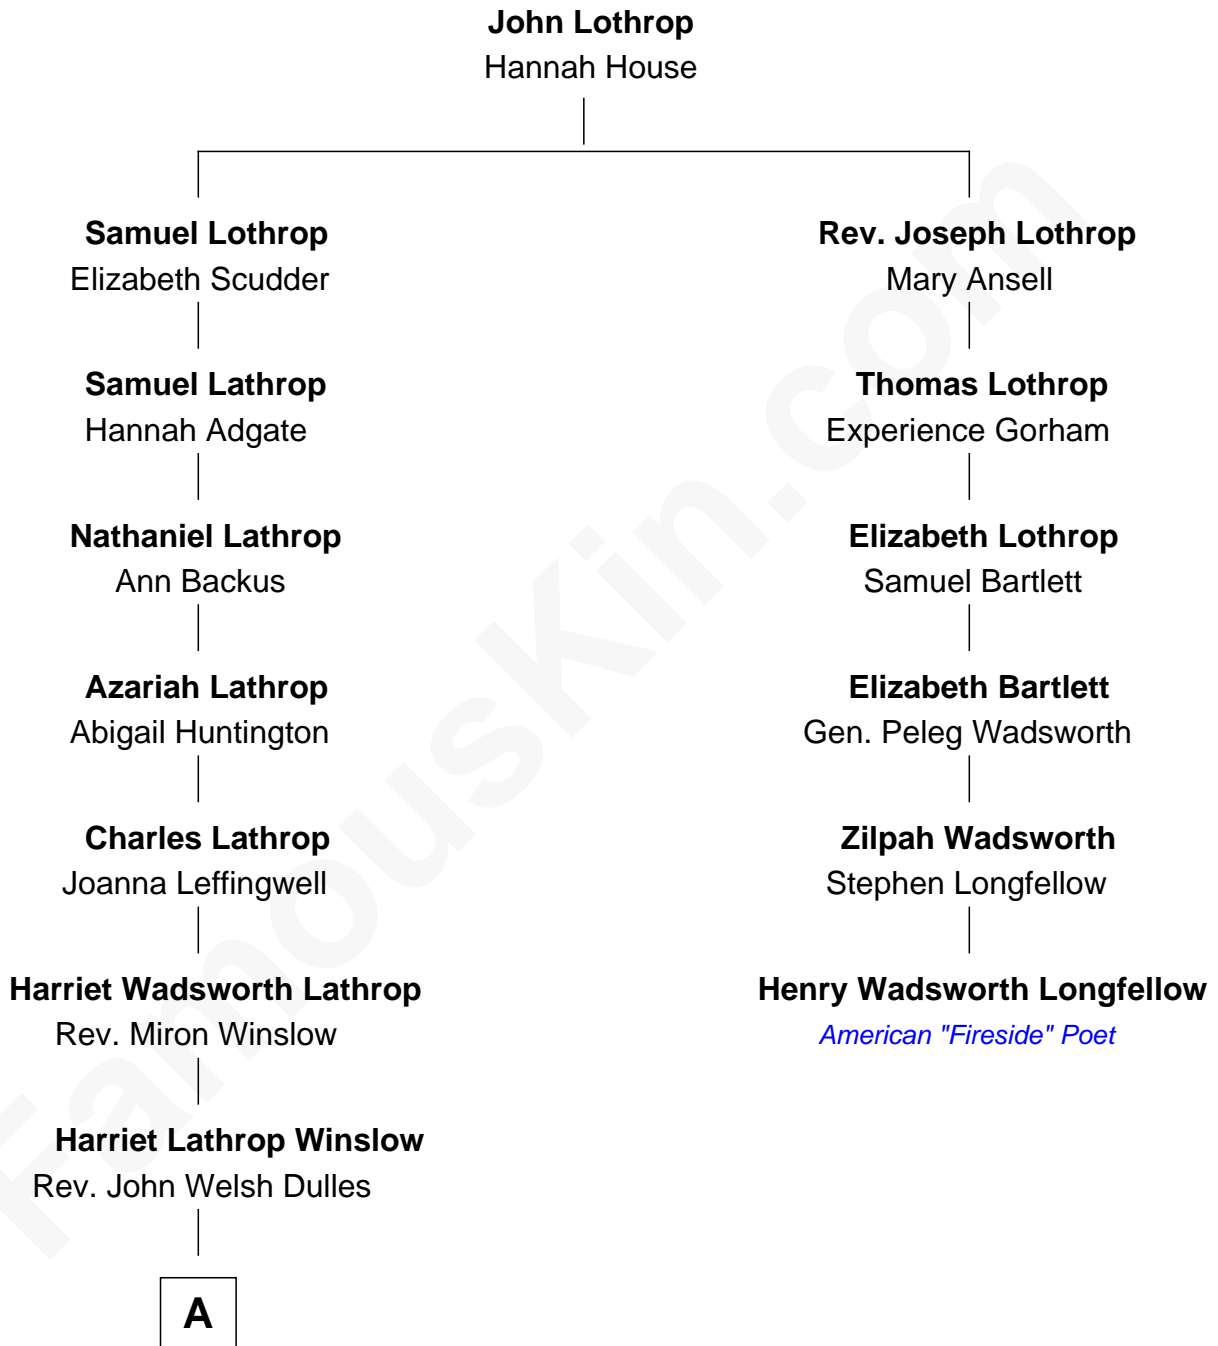 John Lothrop
Hannah House
Samuel Lothrop
Elizabeth Scudder
Samuel Lathrop
Hannah Adgate
Nathaniel Lathrop
Ann Backus
Azariah Lathrop
Abigail Huntington
Charles Lathrop
Joanna Leffingwell
Harriet Wadsworth Lathrop
Rev. Miron Winslow
Harriet Lathrop Winslow
Rev. John Welsh Dulles
A
Rev. Joseph Lothrop
Mary Ansell
Thomas Lothrop
Experience Gorham
Elizabeth Lothrop
Samuel Bartlett
Elizabeth Bartlett
Gen. Peleg Wadsworth
Zilpah Wadsworth
Stephen Longfellow
Henry Wadsworth Longfellow
American "Fireside" Poet
FamousKin.com